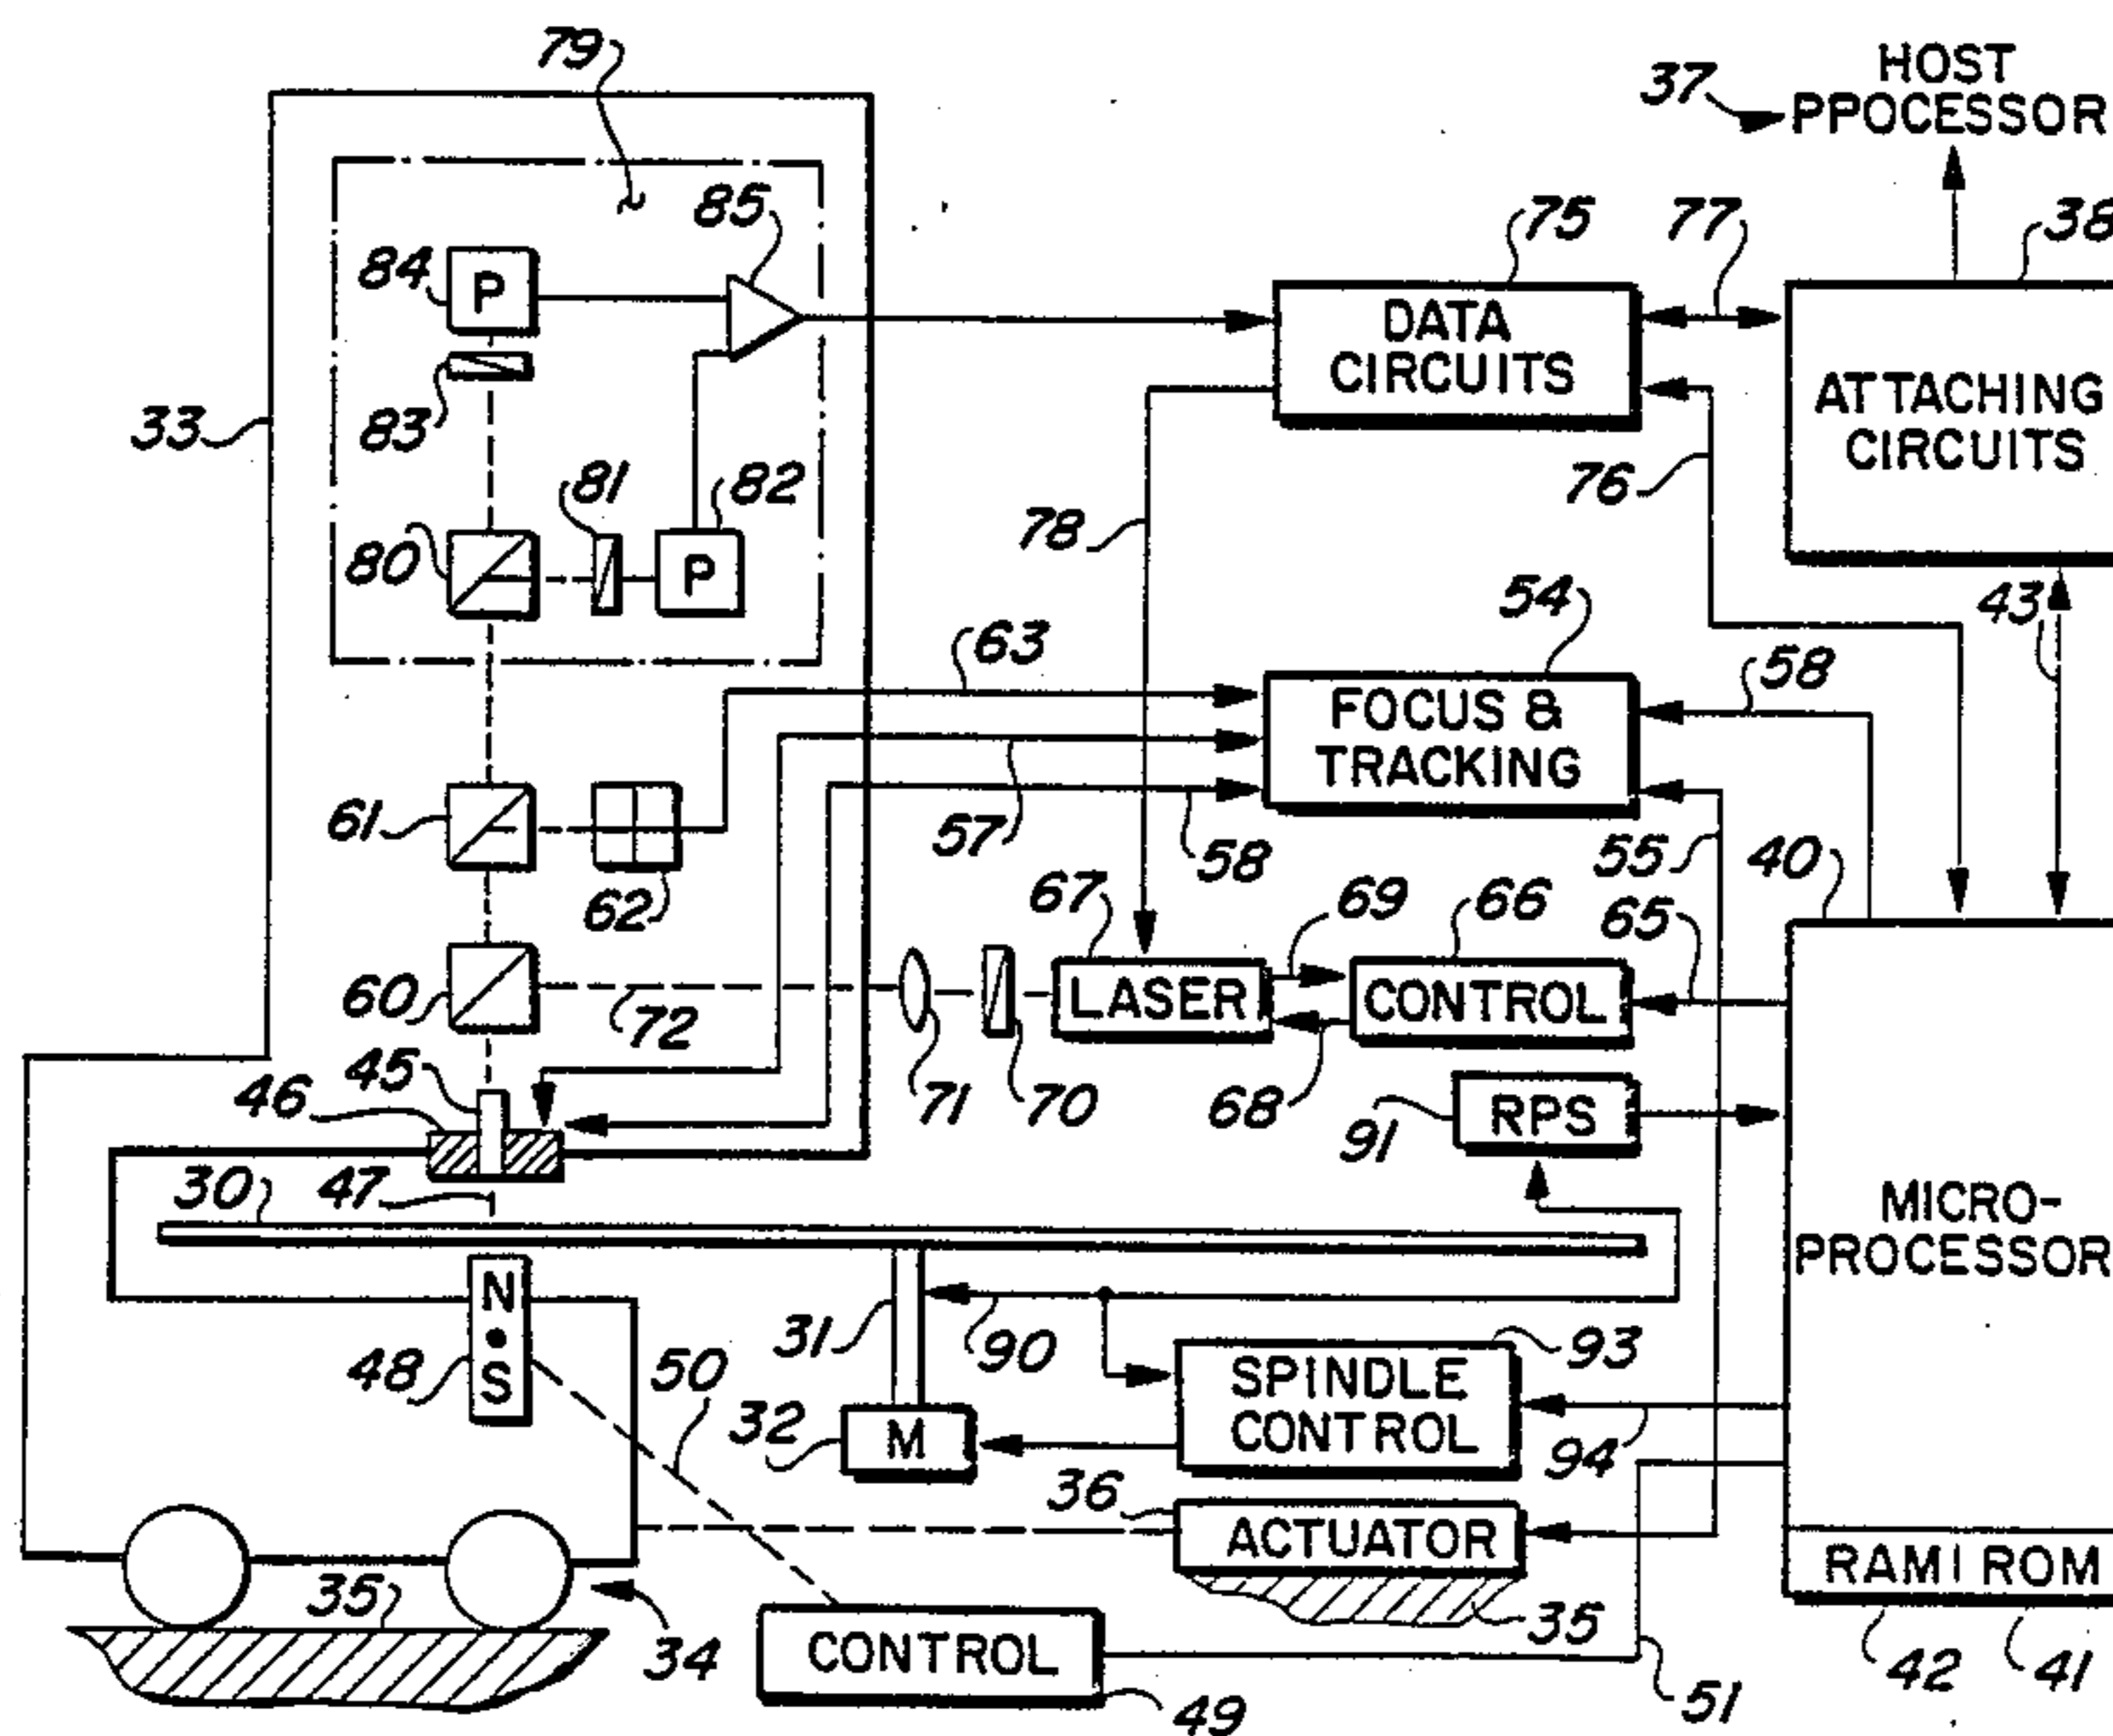 79
37
HOST
PPOCESSOR
85
75
77
38
84
P
DATA
CIRCUITS
83
33
ATTACHING
CIRCUITS
81
82
76
78
80
P
54
43
63
58
FOCUS &
TRACKING
61
57
58
55
40
62
67
69
66
65
60
72
LASER
CONTROL
45
46
71
70
68
RPS
91
30
47
MICRO-
PROCESSOR
N
S
31
90
93
48
50
SPINDLE
CONTROL
32
M
94
36
ACTUATOR
RAM ROM
35
35
34
CONTROL
42
41
49
51